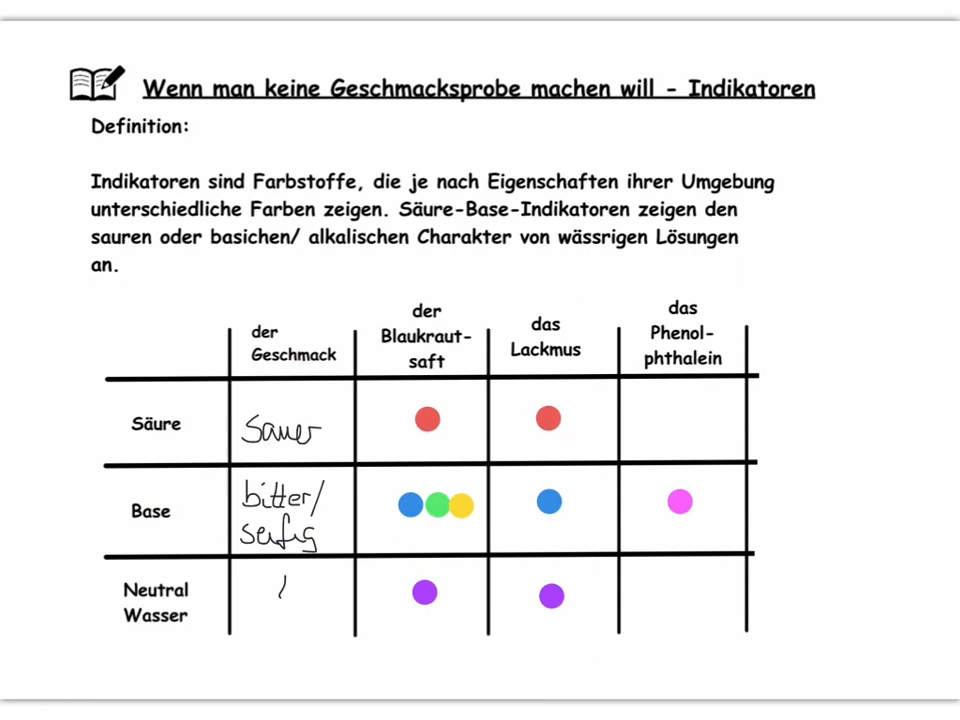 Wenn man keine Geschmacksprobe machen will - Indikatoren
Definition:
Indikatoren sind Farbstoffe, die je nach Eigenschaften ihrer Umgebung
unterschiedliche Farben zeigen. Säure-Base-Indikatoren zeigen den
sauren oder basichen/ alkalischen Charakter von wässrigen Lösungen
an.
der
Geschmack
der
Blaukraut-
saft
das
Lackmus
das
Phenol-
phthalein
Säure
sauer
Base
bitter/
seifig
Neutral
Wasser
/